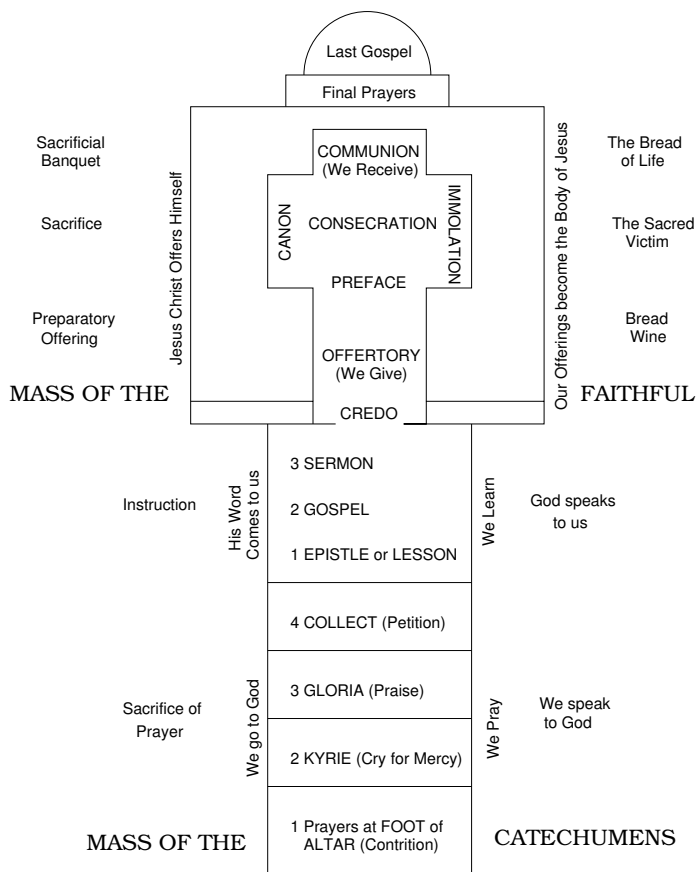 Last Gospel
Final Prayers
Sacrificial
Banquet
Jesus Christ Offers Himself
COMMUNION
(We Receive)
Our Offerings become the Body of Jesus
The Bread
of Life
Sacrifice
CANON
CONSECRATION
IMMOLATION
The Sacred
Victim
PREFACE
Preparatory
Offering
OFFERTORY
(We Give)
Bread
Wine
MASS OF THE
FAITHFUL
CREDO
3 SERMON
Instruction
His Word
Comes to us
2 GOSPEL
We Learn
God speaks
to us
1 EPISTLE or LESSON
4 COLLECT (Petition)
Sacrifice of
Prayer
We go to God
3 GLORIA (Praise)
We Pray
We speak
to God
2 KYRIE (Cry for Mercy)
MASS OF THE
1 Prayers at FOOT of
ALTAR (Contrition)
CATECHUMENS